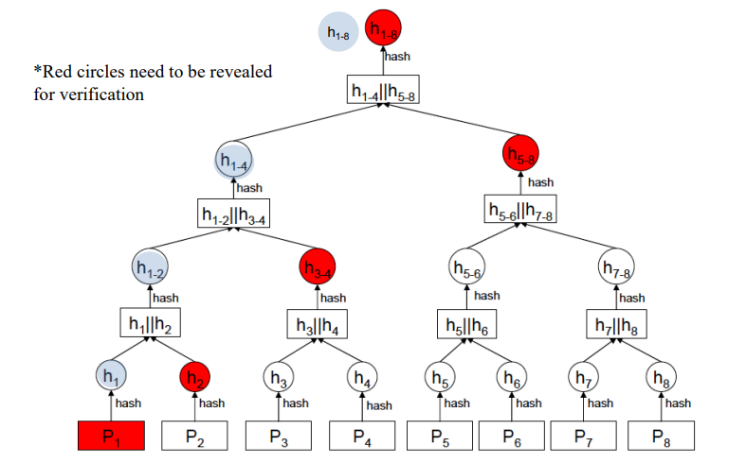 h1-8 h1-8
hash
*Red circles need to be revealed
for verification
h1-4||h5-8
h1-4 h5-8
hash hash
h1-2||h3-4 h5-6||h7-8
h1-2 h3-4 h5-6 h7-8
hash hash hash hash
h1||h2 h3||h4 h5||h6 h7||h8
h1 h2 h3 h4 h5 h6 h7 h8
hash hash hash hash hash hash hash hash
P1 P2 P3 P4 P5 P6 P7 P8